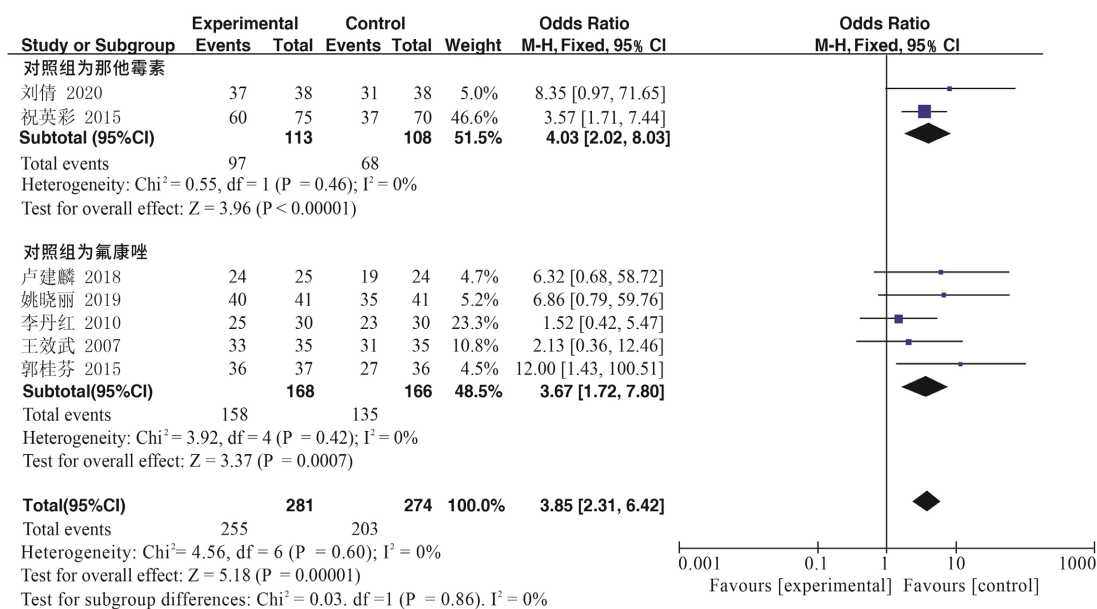 Experimental Control Odds Ratio Odds Ratio
Study or Subgroup Events Total Events Total Weight M-H, Fixed, 95% CI M-H, Fixed, 95% CI
对照组为那他霉素
刘倩 2020 37 38 31 38 5.0% 8.35 [0.97, 71.65]
祝英彩 2015 60 75 37 70 46.6% 3.57 [1.71, 7.44]
Subtotal (95%CI) 113 108 51.5% 4.03 [2.02, 8.03]
Total events 97 68
Heterogeneity: Chi² = 0.55, df = 1 (P = 0.46); I² = 0%
Test for overall effect: Z = 3.96 (P < 0.00001)
对照组为氟康唑
卢建麟 2018 24 25 19 24 4.7% 6.32 [0.68, 58.72]
姚晓丽 2019 40 41 35 41 5.2% 6.86 [0.79, 59.76]
李丹红 2010 25 30 23 30 23.3% 1.52 [0.42, 5.47]
王效武 2007 33 35 31 35 10.8% 2.13 [0.36, 12.46]
郭桂芬 2015 36 37 27 36 4.5% 12.00 [1.43, 100.51]
Subtotal(95%CI) 168 166 48.5% 3.67 [1.72, 7.80]
Total events 158 135
Heterogeneity: Chi² = 3.92, df = 4 (P = 0.42); I² = 0%
Test for overall effect: Z = 3.37 (P = 0.0007)
Total(95%CI) 281 274 100.0% 3.85 [2.31, 6.42]
Total events 255 203
Heterogeneity: Chi²= 4.56, df = 6 (P = 0.60); I² = 0%
Test for overall effect: Z = 5.18 (P = 0.00001)
Test for subgroup differences: Chi² = 0.03. df =1 (P = 0.86). I² = 0%
0.001 0.1 1 10 1000
Favours [experimental] Favours [control]